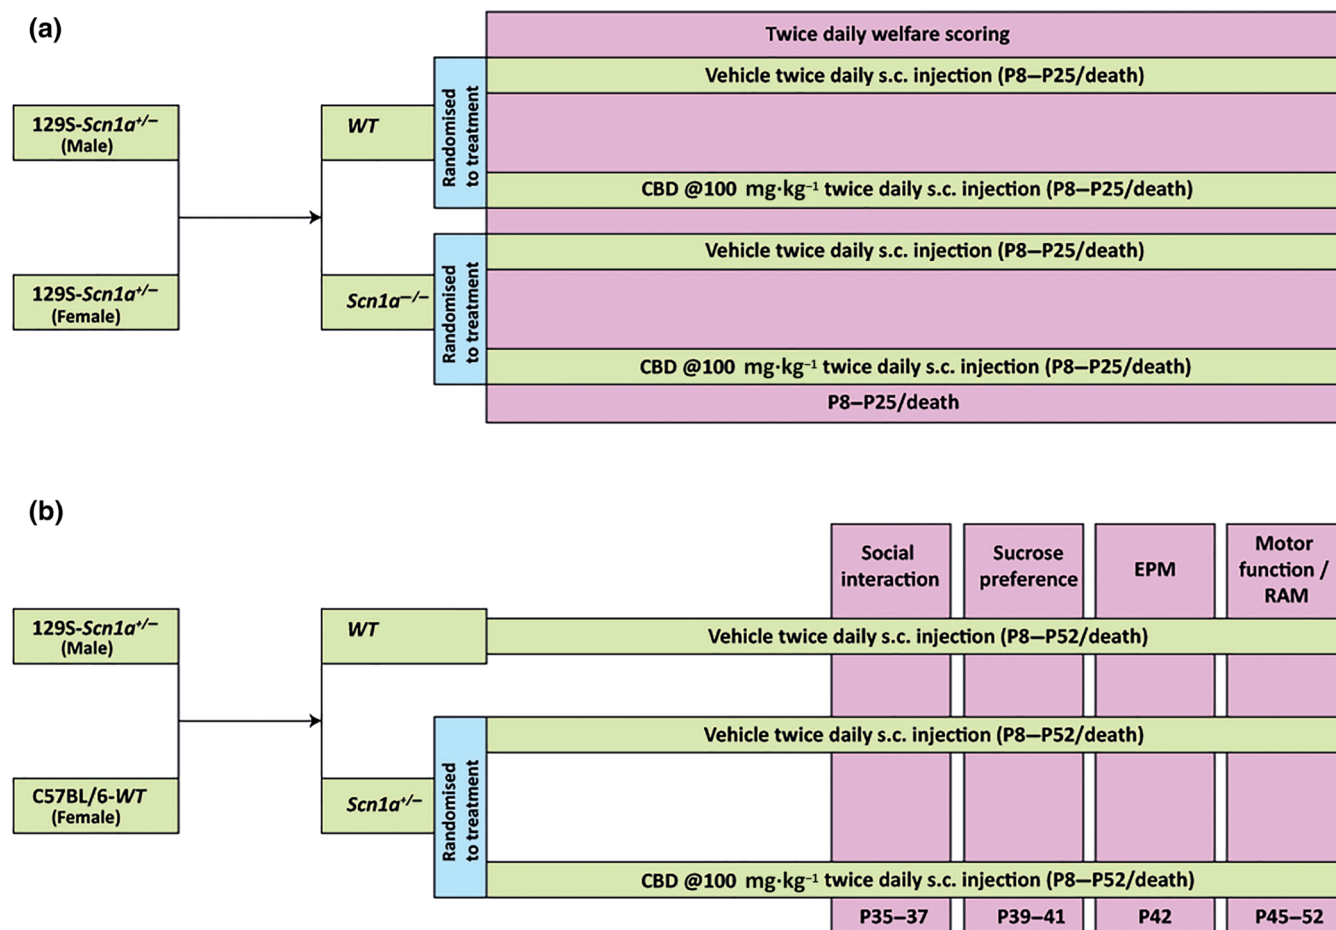 (a)
Twice daily welfare scoring
Vehicle twice daily s.c. injection (P8–P25/death)
129S-Scn1a+/–
(Male)
WT
Randomised
to treatment
CBD @100 mg·kg–1 twice daily s.c. injection (P8–P25/death)
Vehicle twice daily s.c. injection (P8–P25/death)
129S-Scn1a+/–
(Female)
Scn1a–/–
Randomised
to treatment
CBD @100 mg·kg–1 twice daily s.c. injection (P8–P25/death)
P8–P25/death
(b)
Social
interaction
Sucrose
preference
EPM
Motor
function /
RAM
129S-Scn1a+/–
(Male)
WT
Vehicle twice daily s.c. injection (P8–P52/death)
Vehicle twice daily s.c. injection (P8–P52/death)
C57BL/6-WT
(Female)
Scn1a+/–
Randomised
to treatment
CBD @100 mg·kg–1 twice daily s.c. injection (P8–P52/death)
P35–37
P39–41
P42
P45–52